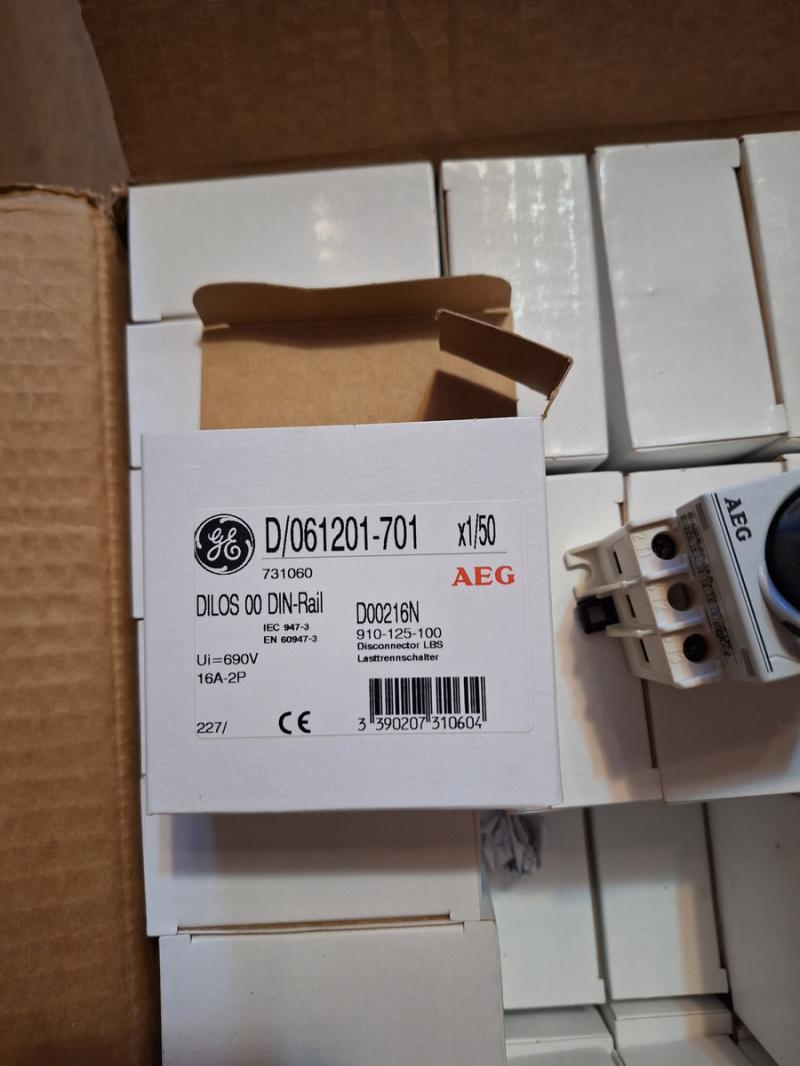 GE
D/061201-701 x1/50
731060
AEG
DILOS 00 DIN-Rail
IEC 947-3
EN 60947-3
D00216N
910-125-100
Disconnector LBS
Lasttrennschalter
Ui=690V
16A-2P
227/
CE
3 390207 310604
AEG